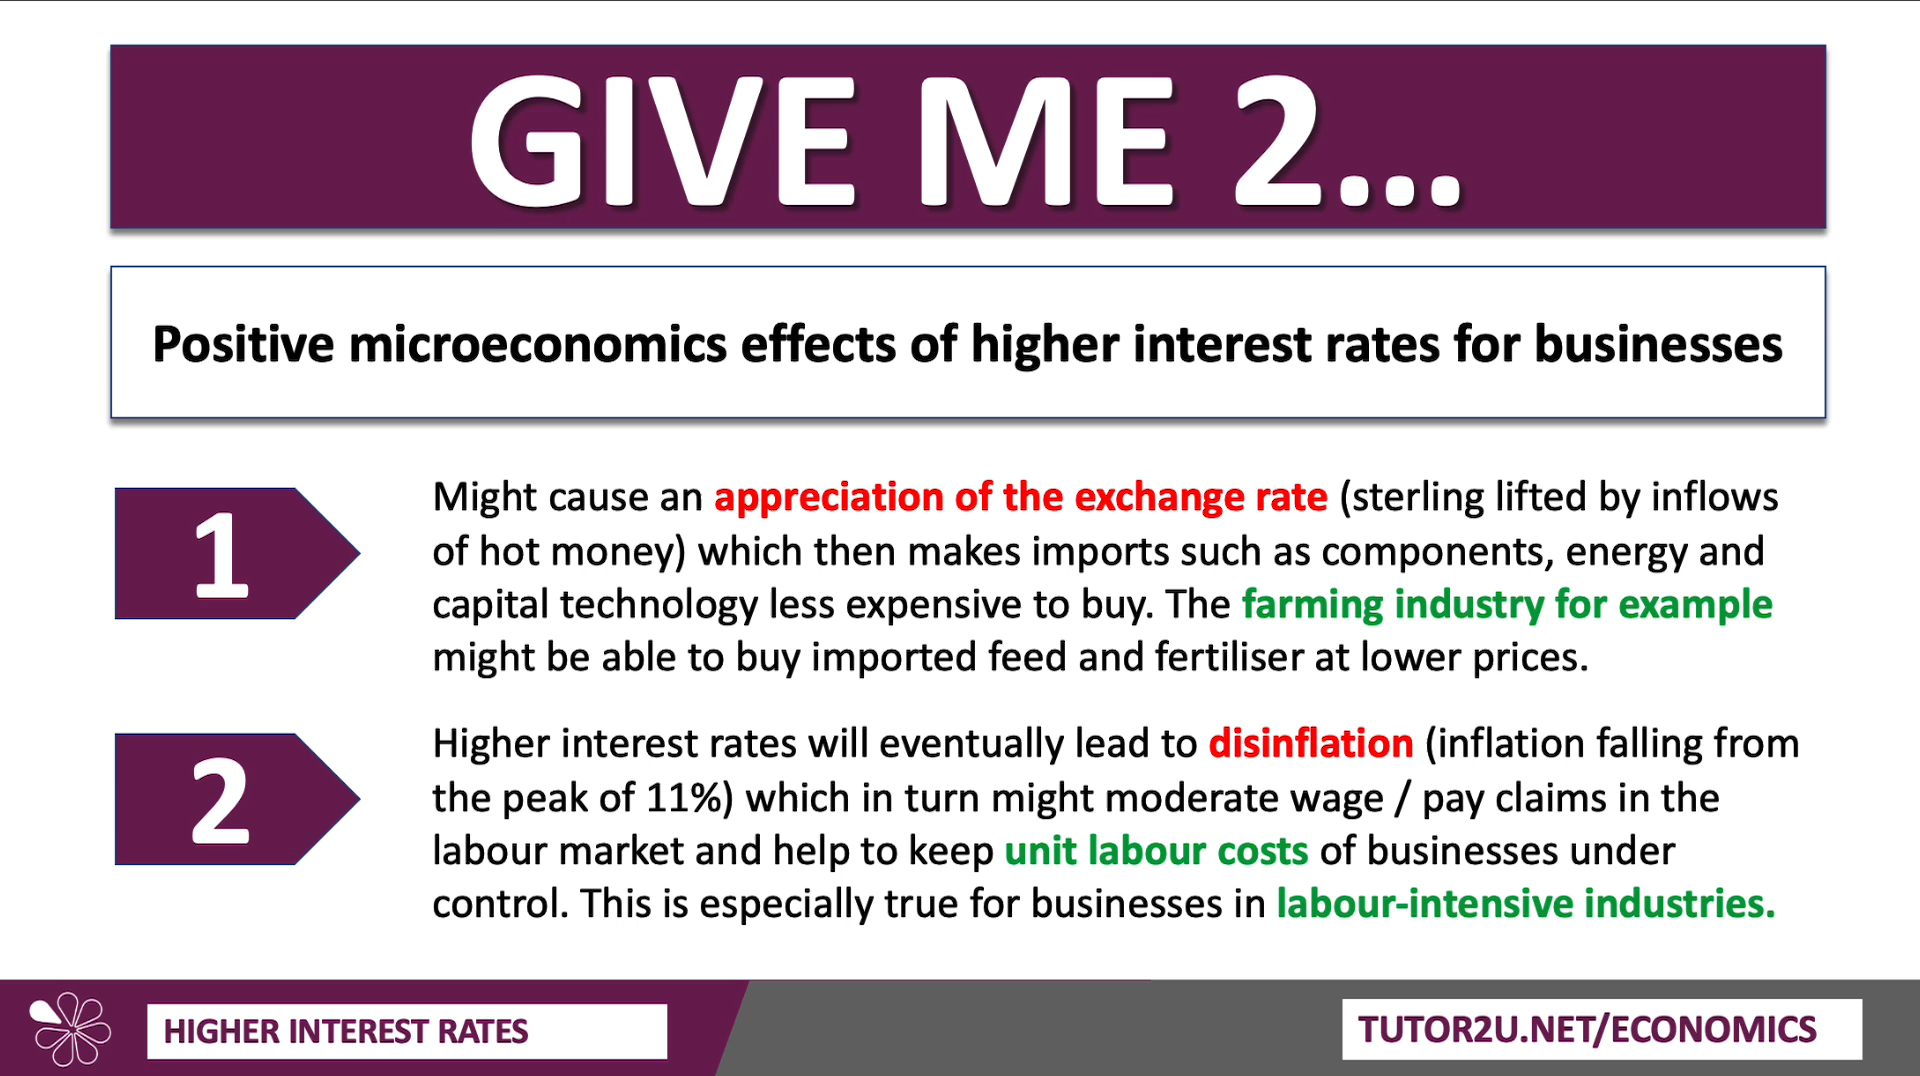 GIVE ME 2...
Positive microeconomics effects of higher interest rates for businesses
1
Might cause an appreciation of the exchange rate (sterling lifted by inflows
of hot money) which then makes imports such as components, energy and
capital technology less expensive to buy. The farming industry for example
might be able to buy imported feed and fertiliser at lower prices.
2
Higher interest rates will eventually lead to disinflation (inflation falling from
the peak of 11%) which in turn might moderate wage / pay claims in the
labour market and help to keep unit labour costs of businesses under
control. This is especially true for businesses in labour-intensive industries.
HIGHER INTEREST RATES
TUTOR2U.NET/ECONOMICS